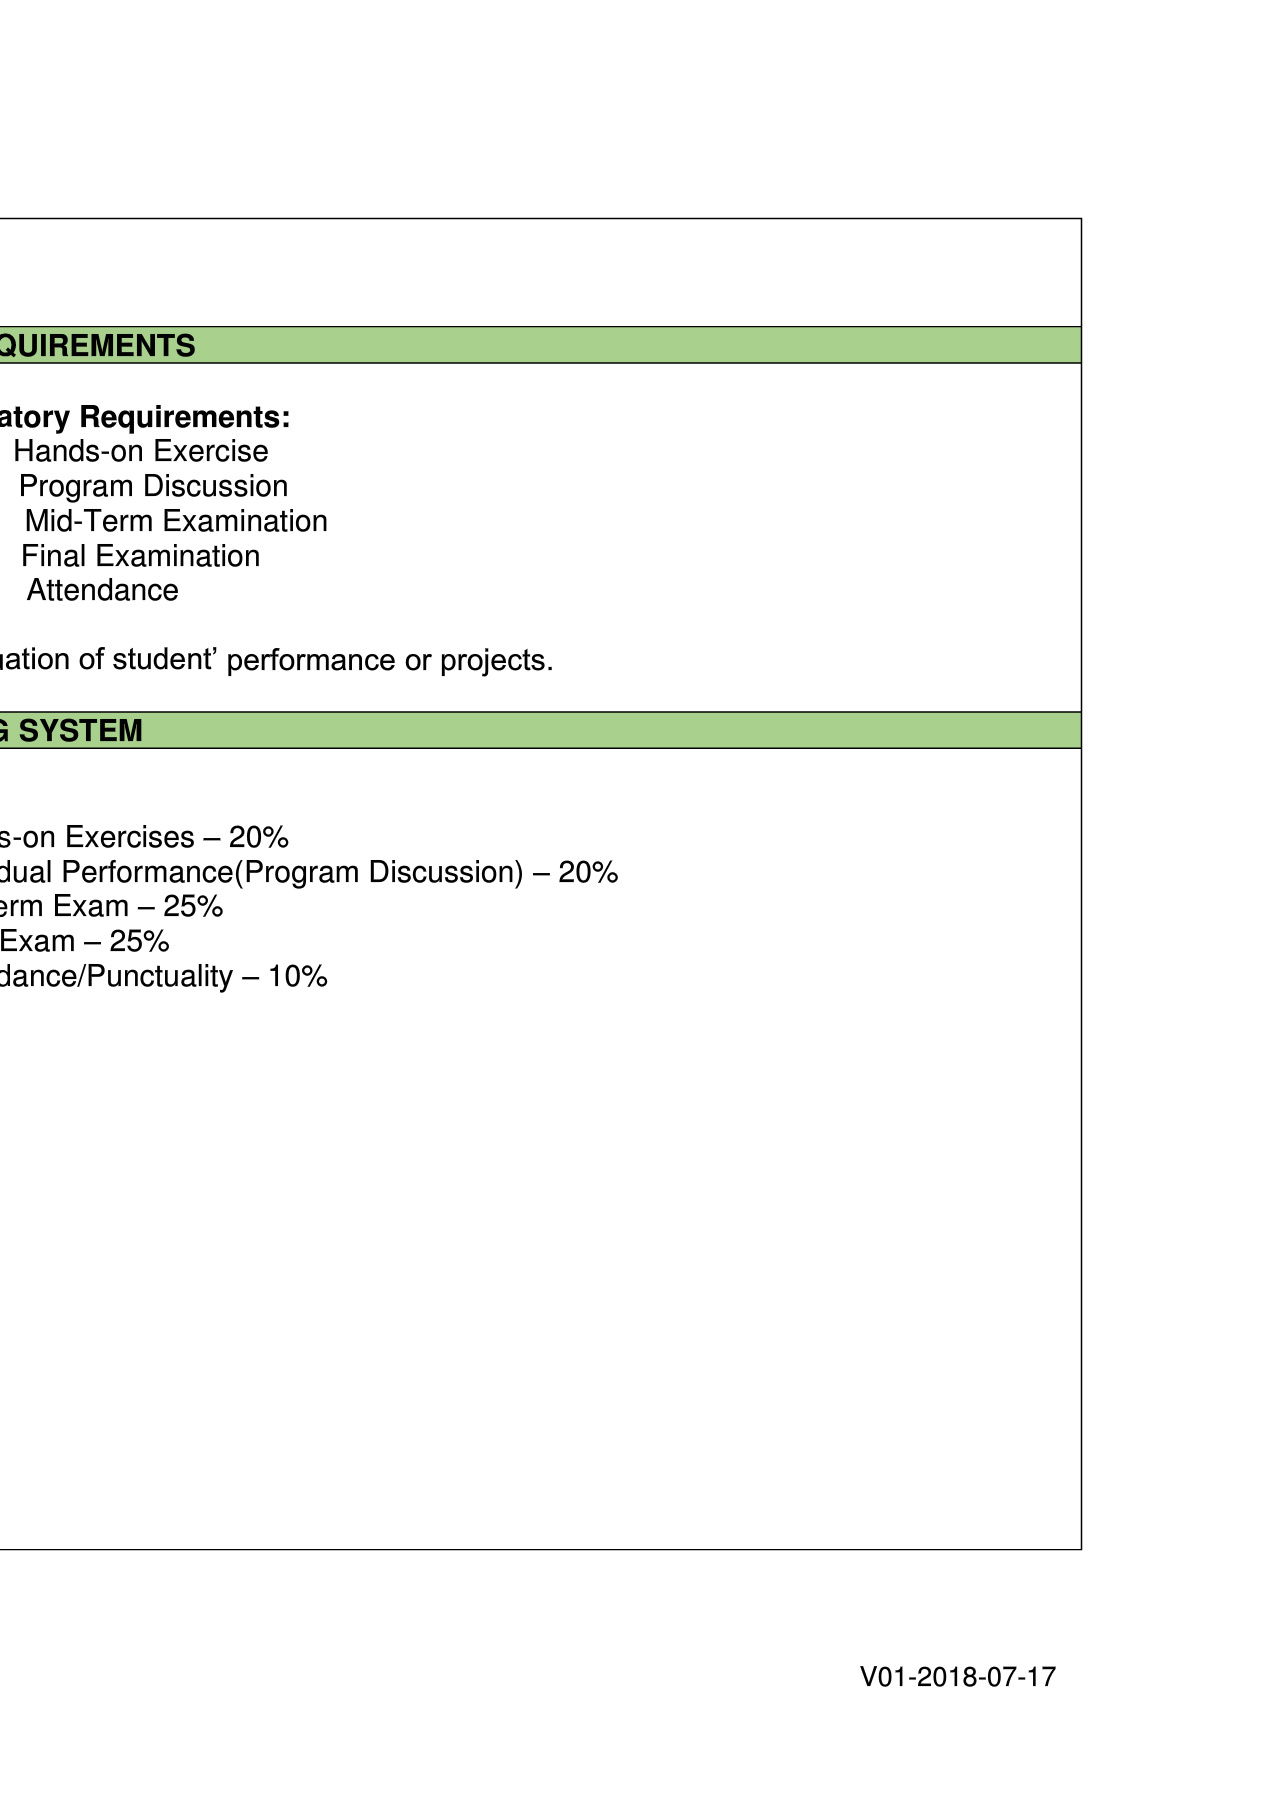 QUIREMENTS
atory Requirements:
Hands-on Exercise
Program Discussion
Mid-Term Examination
Final Examination
Attendance
uation of student’ performance or projects.
G SYSTEM
s-on Exercises – 20%
dual Performance(Program Discussion) – 20%
erm Exam – 25%
Exam – 25%
dance/Punctuality – 10%
V01-2018-07-17